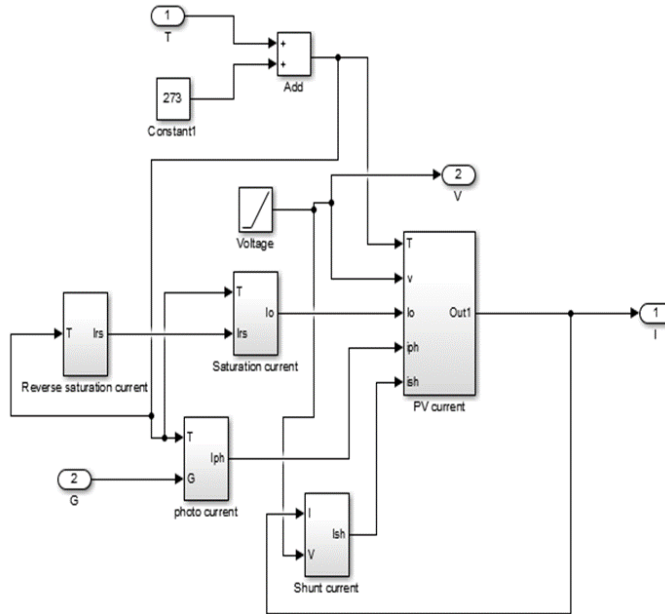 1
T
+
+
Add
273
Constant1
2
V
Voltage
T
v
Io
iph
ish
Out1
PV current
1
I
T
Irs
Reverse saturation current
T
Irs
Io
Saturation current
T
G
Iph
photo current
2
G
I
V
Ish
Shunt current